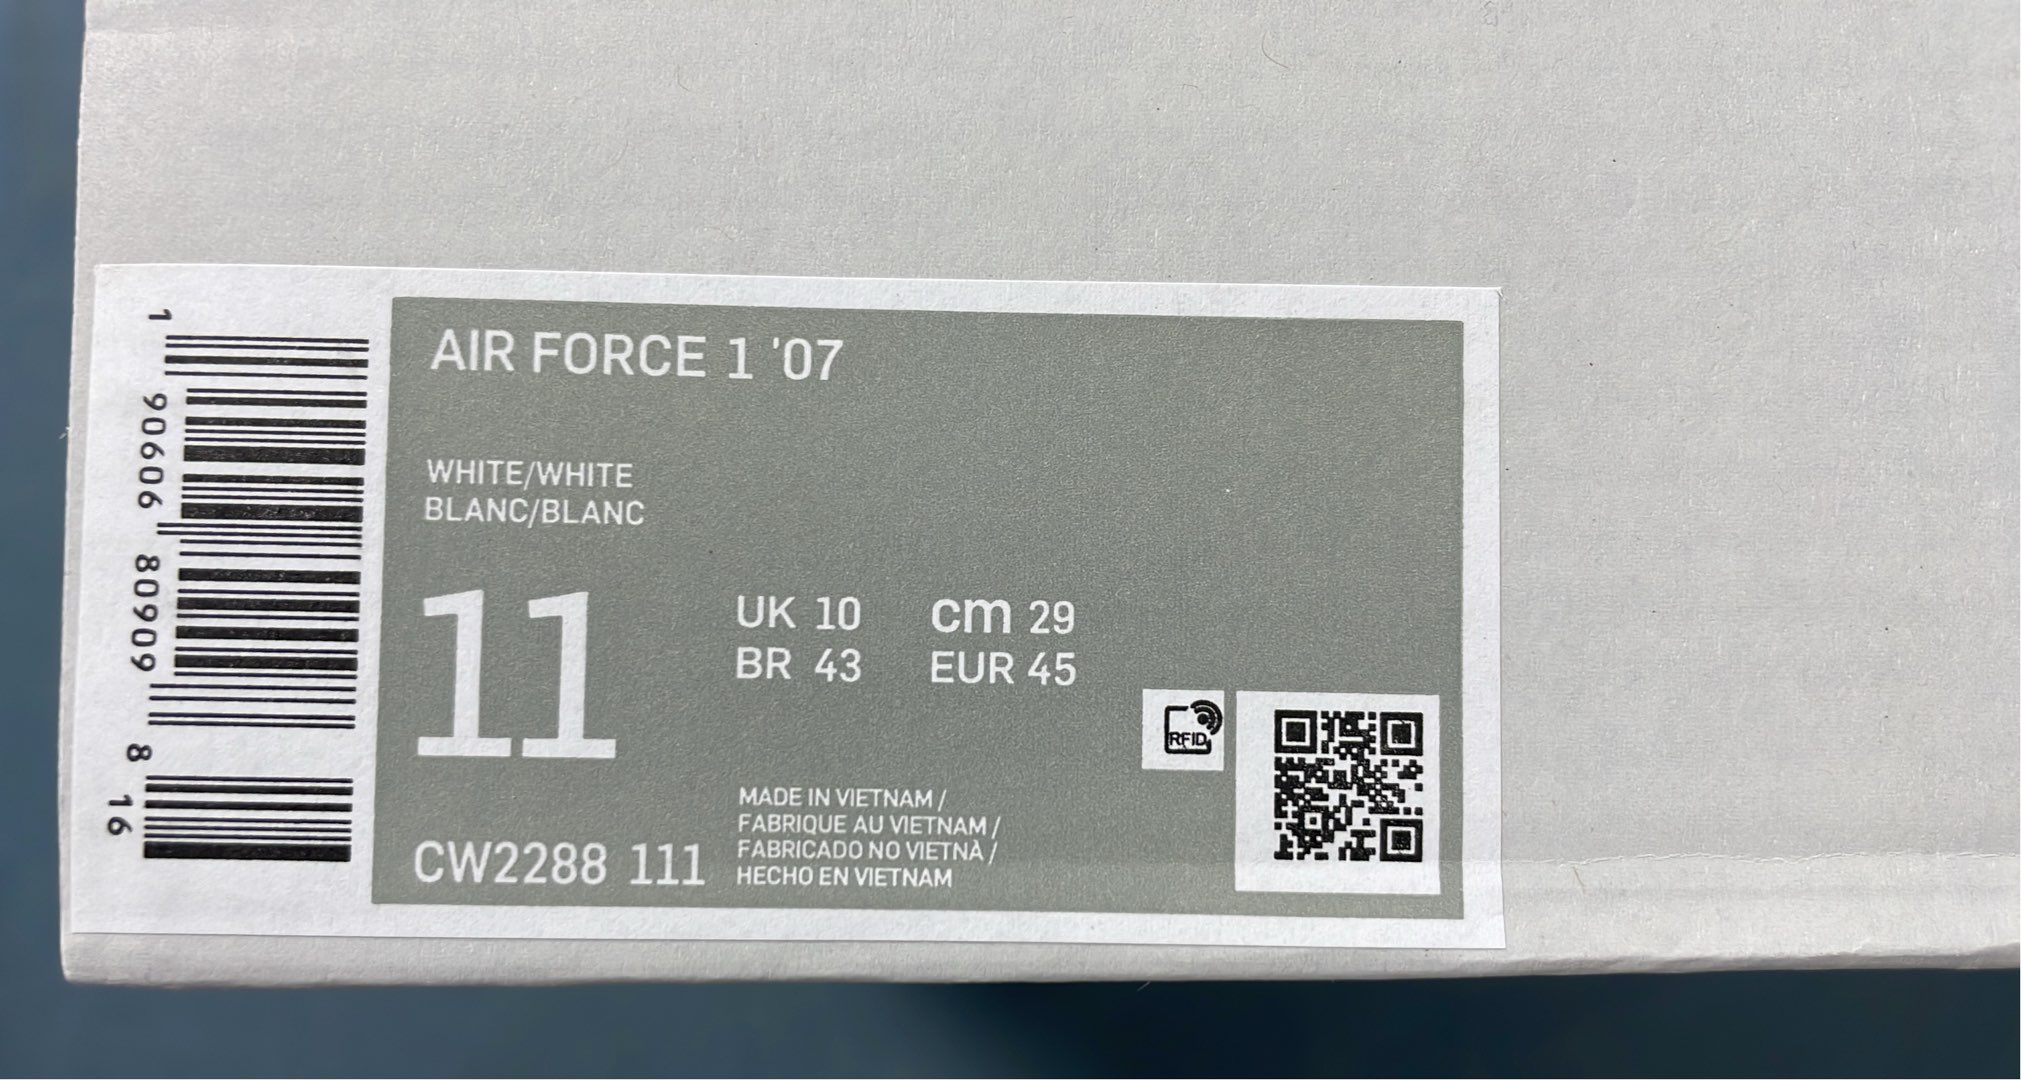 1 90606 80909 8 16
AIR FORCE 1 '07
WHITE/WHITE
BLANC/BLANC
11
UK 10 cm 29
BR 43 EUR 45
RFID
MADE IN VIETNAM /
FABRIQUE AU VIETNAM /
FABRICADO NO VIETNÀ /
HECHO EN VIETNAM
CW2288 111